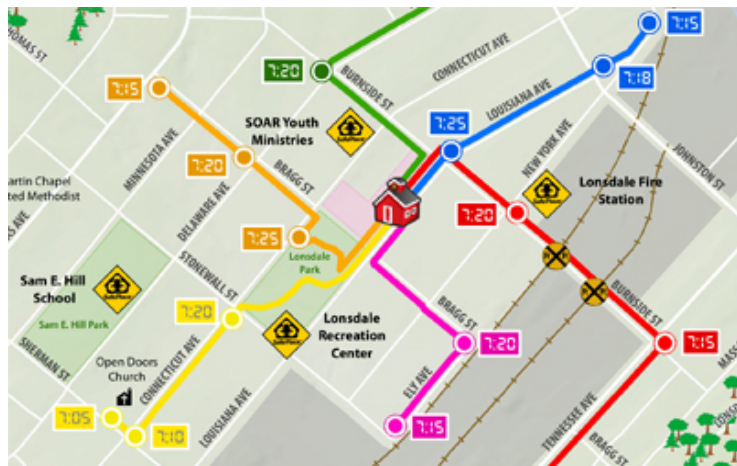 THOMAS ST
7:15
MINNESOTA AVE
7:20
DELAWARE AVE
BRAGG ST
7:25
7:20
BURNSIDE ST
SOAR Youth
Ministries
CONNECTICUT AVE
LOUISIANA AVE
7:15
7:18
7:25
NEW YORK AVE
JOHNSTON ST
Lonsdale Fire
Station
7:20
BURNSIDE ST
7:15
artin Chapel
ted Methodist
RS AVE
Sam E. Hill
School
Sam E. Hill Park
STONEWALL ST
Lonsdale
Park
Lonsdale
Recreation
Center
7:20
SHERMAN ST
Open Doors
Church
CONNECTICUT AVE
7:05
7:10
LOUISIANA AVE
BRAGG ST
7:20
ELY AVE
7:15
TENNESSEE AVE
BRAGG ST
MASS